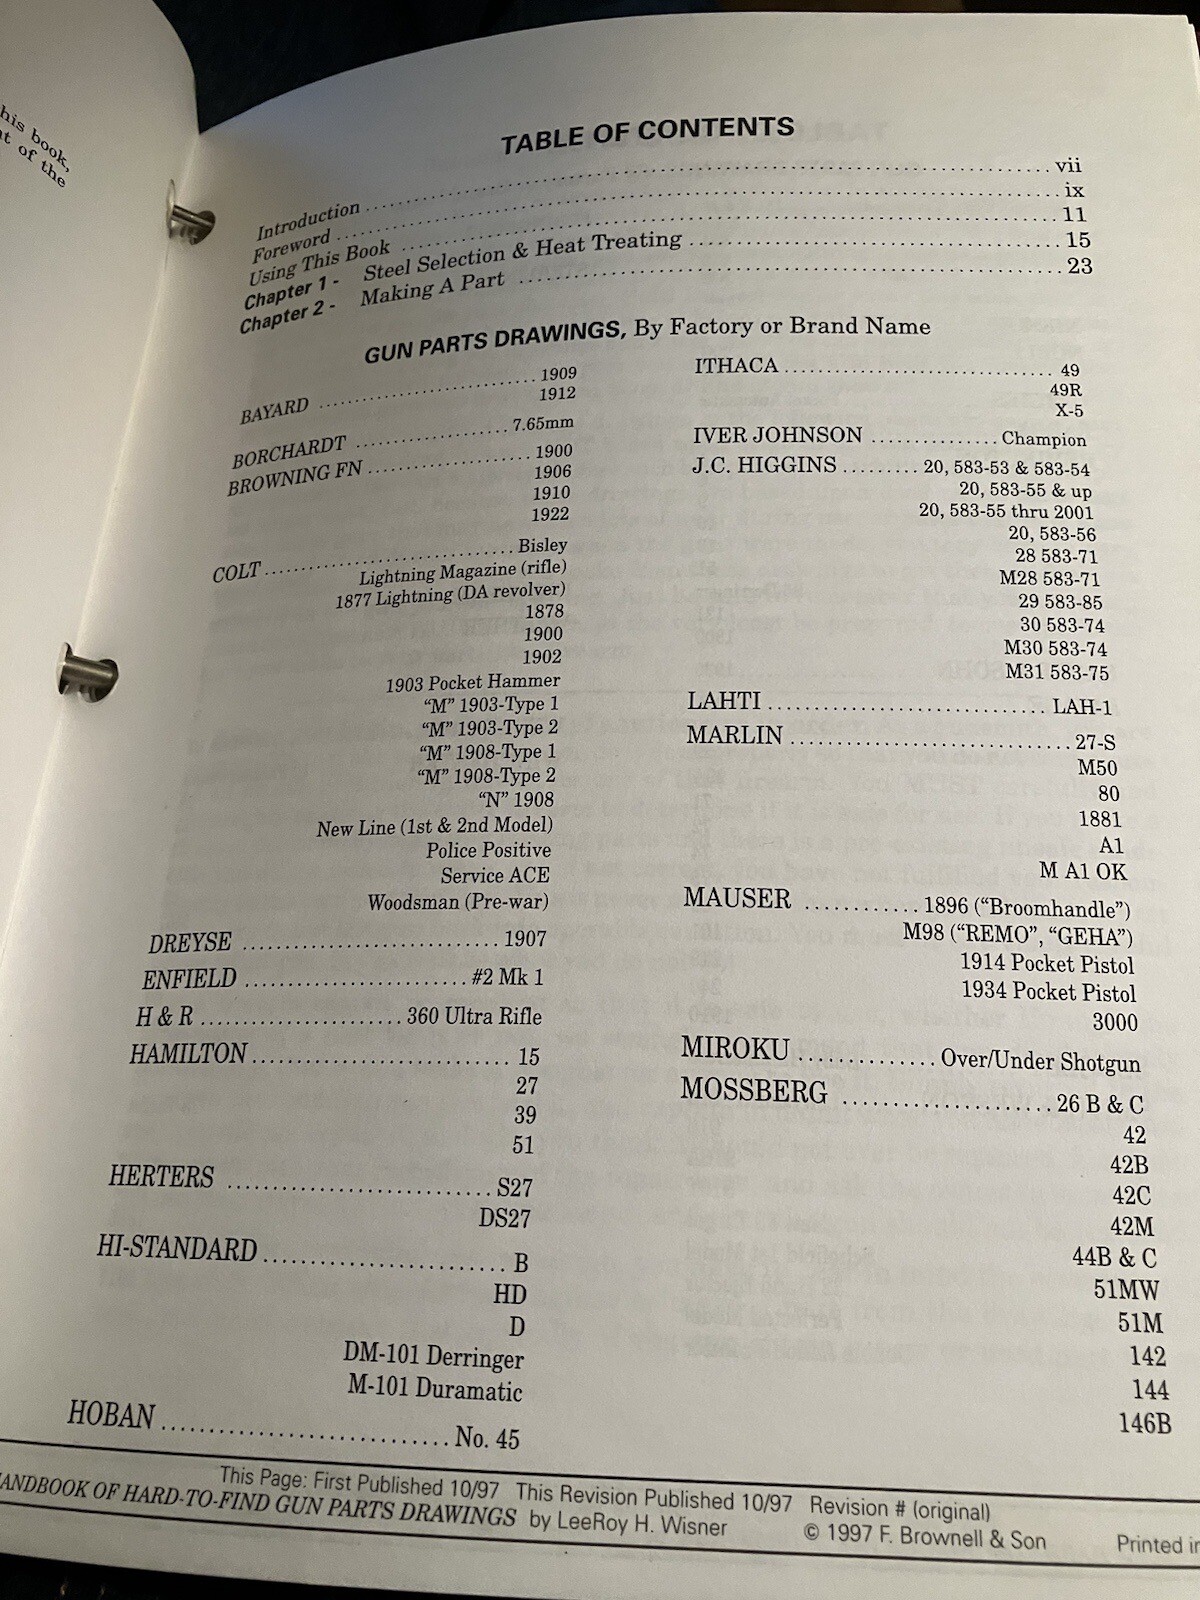 his book,
t of the
TABLE OF CONTENTS
Introduction ........ vii
Foreword ........ ix
Using This Book ........ 11
Chapter 1 - Steel Selection & Heat Treating ........ 15
Chapter 2 - Making A Part ........ 23
GUN PARTS DRAWINGS, By Factory or Brand Name
BAYARD ........ 1909
1912
BORCHARDT ........ 7.65mm
BROWNING FN ........ 1900
1906
1910
1922
COLT ........ Bisley
Lightning Magazine (rifle)
1877 Lightning (DA revolver)
1878
1900
1902
1903 Pocket Hammer
“M” 1903-Type 1
“M” 1903-Type 2
“M” 1908-Type 1
“M” 1908-Type 2
“N” 1908
New Line (1st & 2nd Model)
Police Positive
Service ACE
Woodsman (Pre-war)
DREYSE ........ 1907
ENFIELD ........ #2 Mk 1
H & R ........ 360 Ultra Rifle
HAMILTON ........ 15
27
39
51
HERTERS ........ S27
DS27
HI-STANDARD ........ B
HD
D
DM-101 Derringer
M-101 Duramatic
HOBAN ........ No. 45
ITHACA ........ 49
49R
X-5
IVER JOHNSON ........ Champion
J.C. HIGGINS ........ 20, 583-53 & 583-54
20, 583-55 & up
20, 583-55 thru 2001
20, 583-56
28 583-71
M28 583-71
29 583-85
30 583-74
M30 583-74
M31 583-75
LAHTI ........ LAH-1
MARLIN ........ 27-S
M50
80
1881
A1
M A1 OK
MAUSER ........ 1896 (“Broomhandle”)
M98 (“REMO”, “GEHA”)
1914 Pocket Pistol
1934 Pocket Pistol
3000
MIROKU ........ Over/Under Shotgun
MOSSBERG ........ 26 B & C
42
42B
42C
42M
44B & C
51MW
51M
142
144
146B
This Page: First Published 10/97 This Revision Published 10/97 Revision # (original)
ANDBOOK OF HARD-TO-FIND GUN PARTS DRAWINGS by LeeRoy H. Wisner © 1997 F. Brownell & Son Printed in